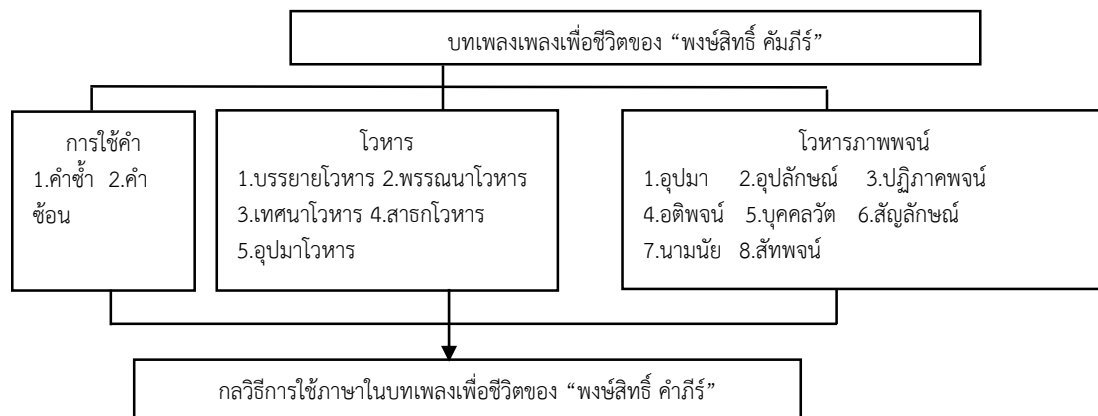 บทเพลงเพลงเพื่อชีวิตของ “พงษ์สิทธิ์ คัมภีร์”
การใช้คำ
1.คำซ้ำ 2.คำ
ซ้อน
โวหาร
1.บรรยายโวหาร 2.พรรณนาโวหาร
3.เทศนาโวหาร 4.สาธกโวหาร
5.อุปมาโวหาร
โวหารภาพพจน์
1.อุปมา 2.อุปลักษณ์ 3.ปฏิภาคพจน์
4.อติพจน์ 5.บุคคลวัต 6.สัญลักษณ์
7.นามนัย 8.สัทพจน์
กลวิธีการใช้ภาษาในบทเพลงเพื่อชีวิตของ “พงษ์สิทธิ์ คำภีร์”